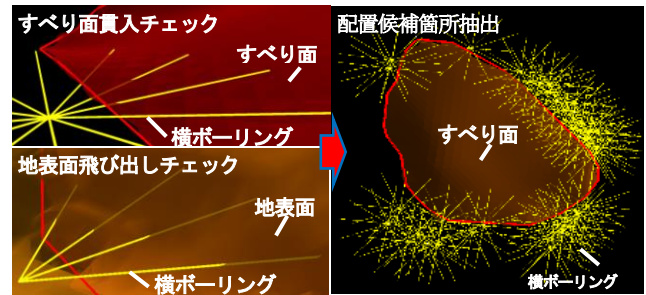 すべり面貫入チェック
すべり面
横ボーリング
地表面飛び出しチェック
地表面
横ボーリング
配置候補箇所抽出
すべり面
横ボーリング